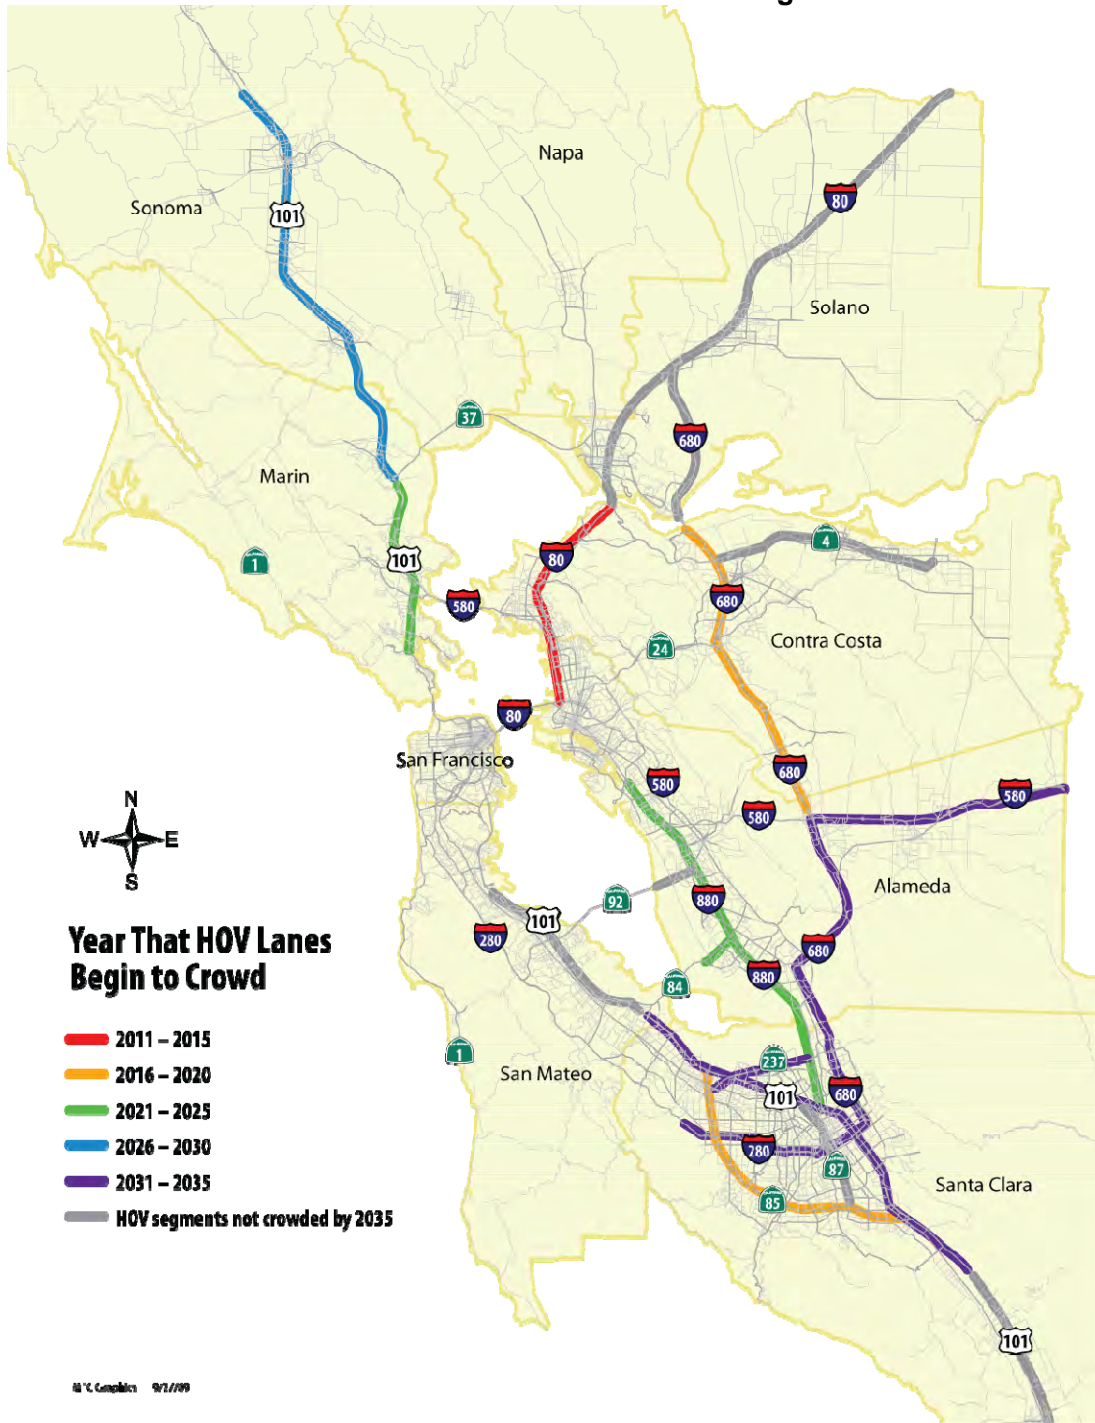 Napa
Sonoma
101
80
Solano
37
680
Marin
4
80
101
1
680
580
Contra Costa
24
80
San Francisco
680
580
580
580
N
W E
S
Alameda
92
880
101
280
680
Year That HOV Lanes
Begin to Crowd
880
84
2011 – 2015
1
237
San Mateo
2016 – 2020
101
680
2021 – 2025
2026 – 2030
280
87
2031 – 2035
Santa Clara
85
HOV segments not crowded by 2035
101
Graphics